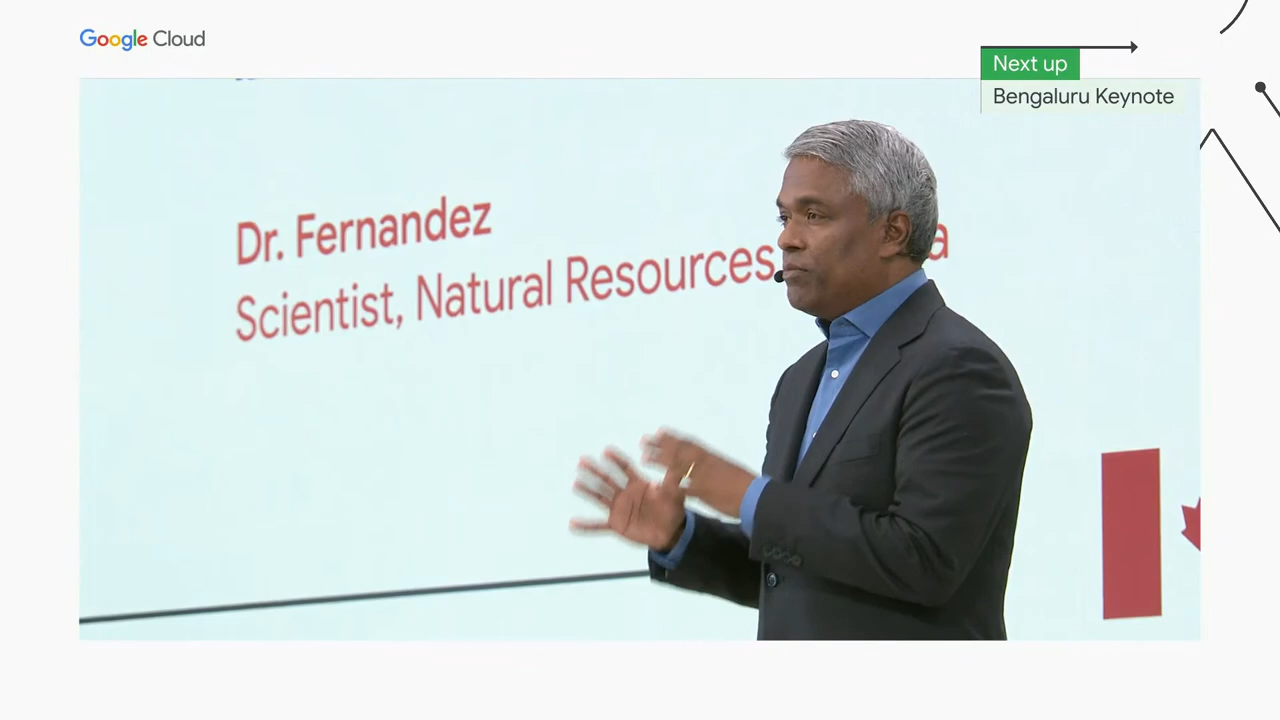 Google Cloud
Next up
Bengaluru Keynote
Dr. Fernandez
Scientist, Natural Resources